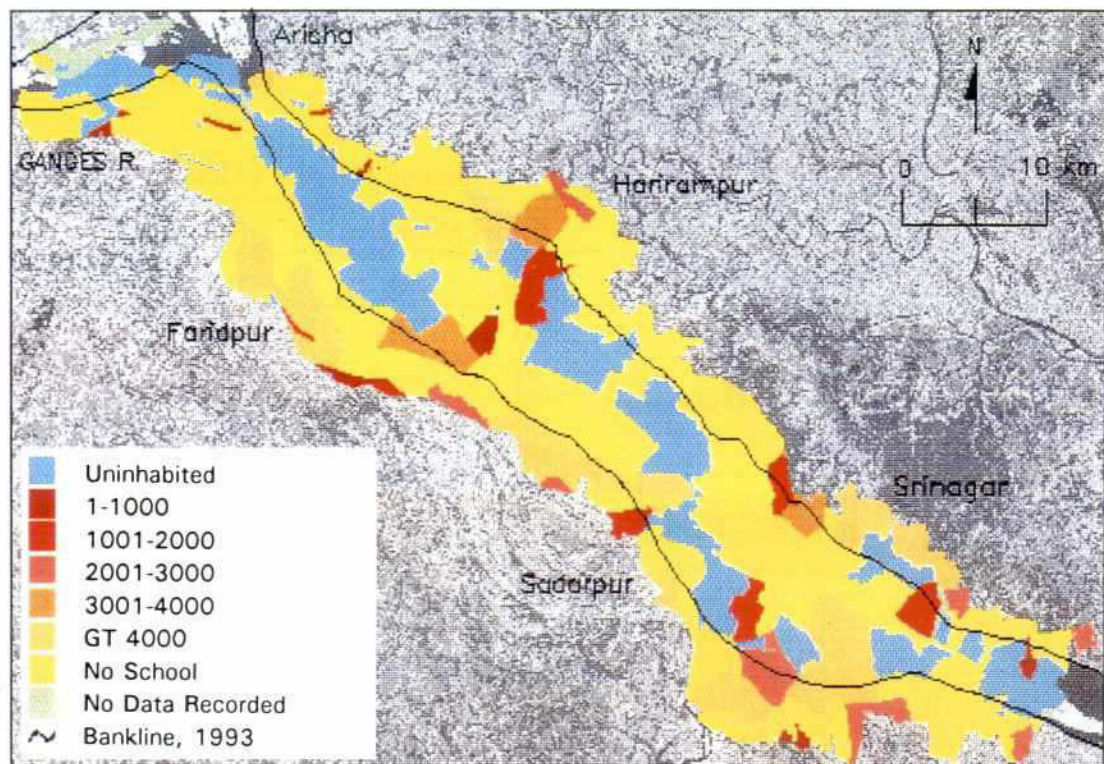 Aricha
N
GANGES R.
0 10 km
Harirampur
Faridpur
Srinagar
Sadarpur
Uninhabited
1-1000
1001-2000
2001-3000
3001-4000
GT 4000
No School
No Data Recorded
Bankline, 1993